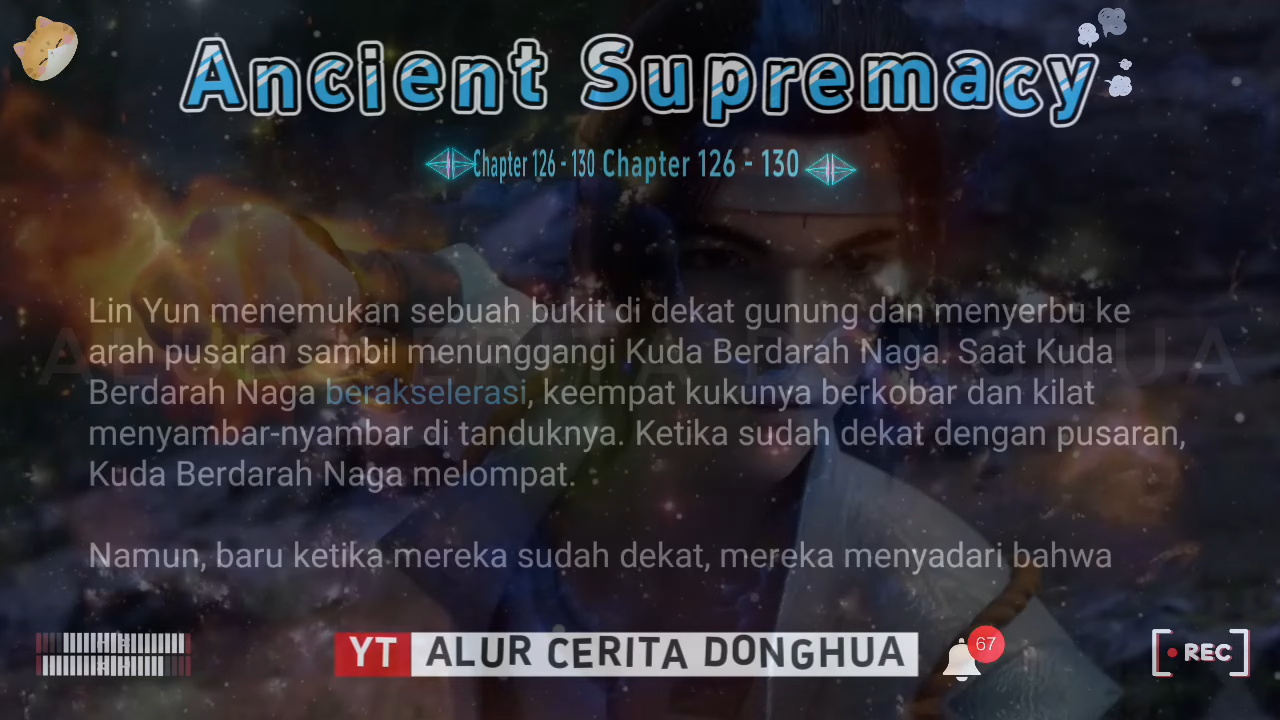 Ancient Supremacy
Chapter 126 - 130 Chapter 126 - 130
Lin Yun menemukan sebuah bukit di dekat gunung dan menyerbu ke
arah pusaran sambil menunggangi Kuda Berdarah Naga. Saat Kuda
Berdarah Naga berakselerasi, keempat kukunya berkobar dan kilat
menyambar-nyambar di tanduknya. Ketika sudah dekat dengan pusaran,
Kuda Berdarah Naga melompat.
Namun, baru ketika mereka sudah dekat, mereka menyadari bahwa
YT ALUR CERITA DONGHUA
67
REC